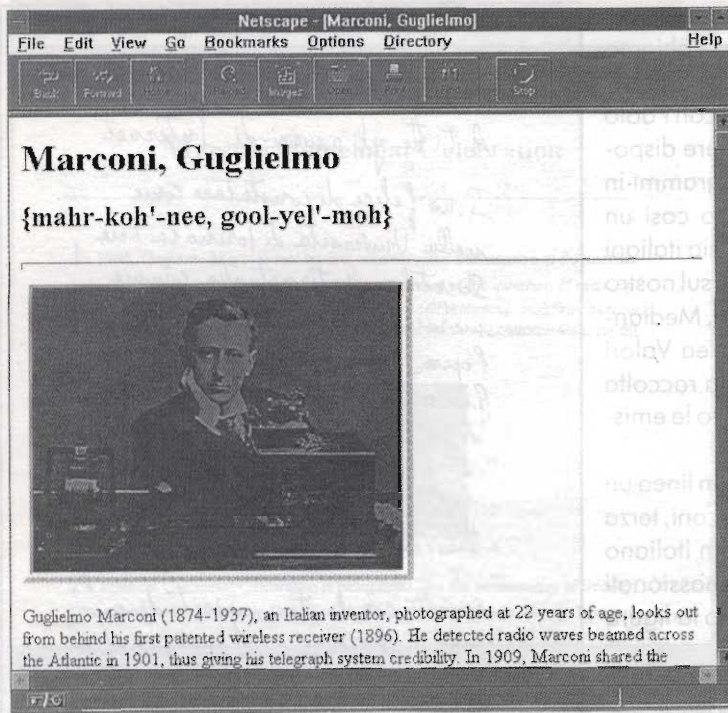 Netscape - [Marconi, Guglielmo]
File Edit View Go Bookmarks Options Directory Help
Back Forward Home Reload Images Open Print Find Stop
Marconi, Guglielmo
{mahr-koh'-nee, gool-yel'-moh}
Guglielmo Marconi (1874-1937), an Italian inventor, photographed at 22 years of age, looks out
from behind his first patented wireless receiver (1896). He detected radio waves beamed across
the Atlantic in 1901, thus giving his telegraph system credibility. In 1909, Marconi shared the